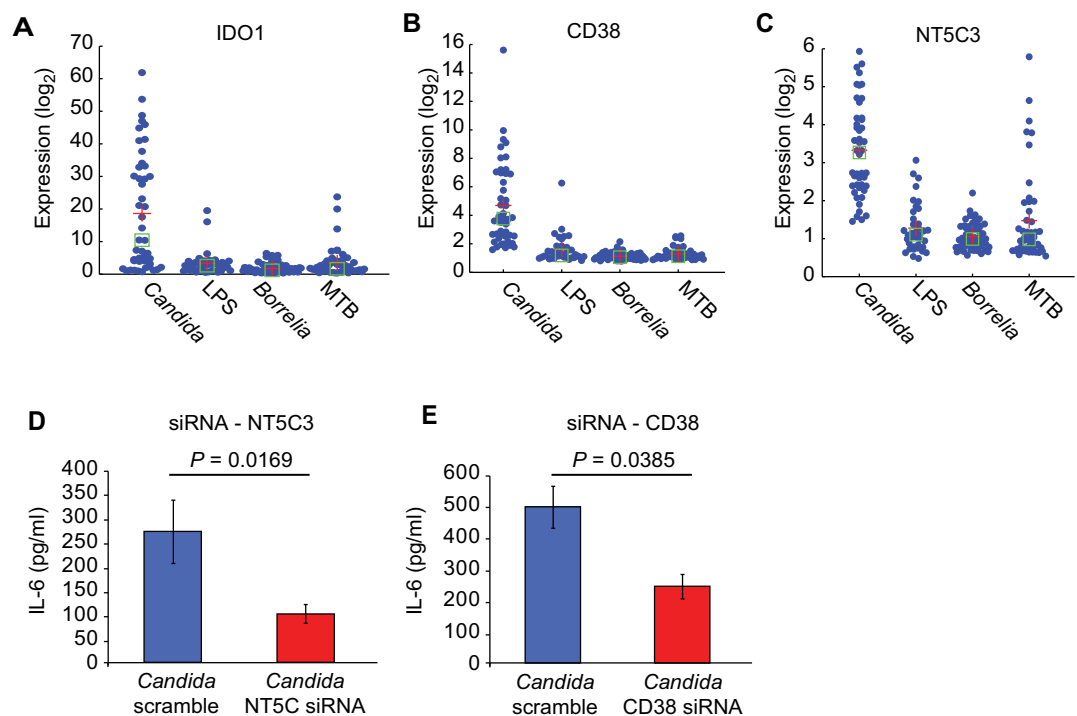 A
IDO1
Expression (log2)
70
60
50
40
30
20
10
0
Candida
LPS
Borrelia
MTB
B
CD38
Expression (log2)
16
14
12
10
8
6
4
2
0
Candida
LPS
Borrelia
MTB
C
NT5C3
Expression (log2)
6
5
4
3
2
1
0
Candida
LPS
Borrelia
MTB
D
siRNA - NT5C3
P = 0.0169
IL-6 (pg/ml)
400
350
300
250
200
150
100
50
0
Candida scramble
Candida NT5C siRNA
E
siRNA - CD38
P = 0.0385
IL-6 (pg/ml)
600
500
400
300
200
100
0
Candida scramble
Candida CD38 siRNA